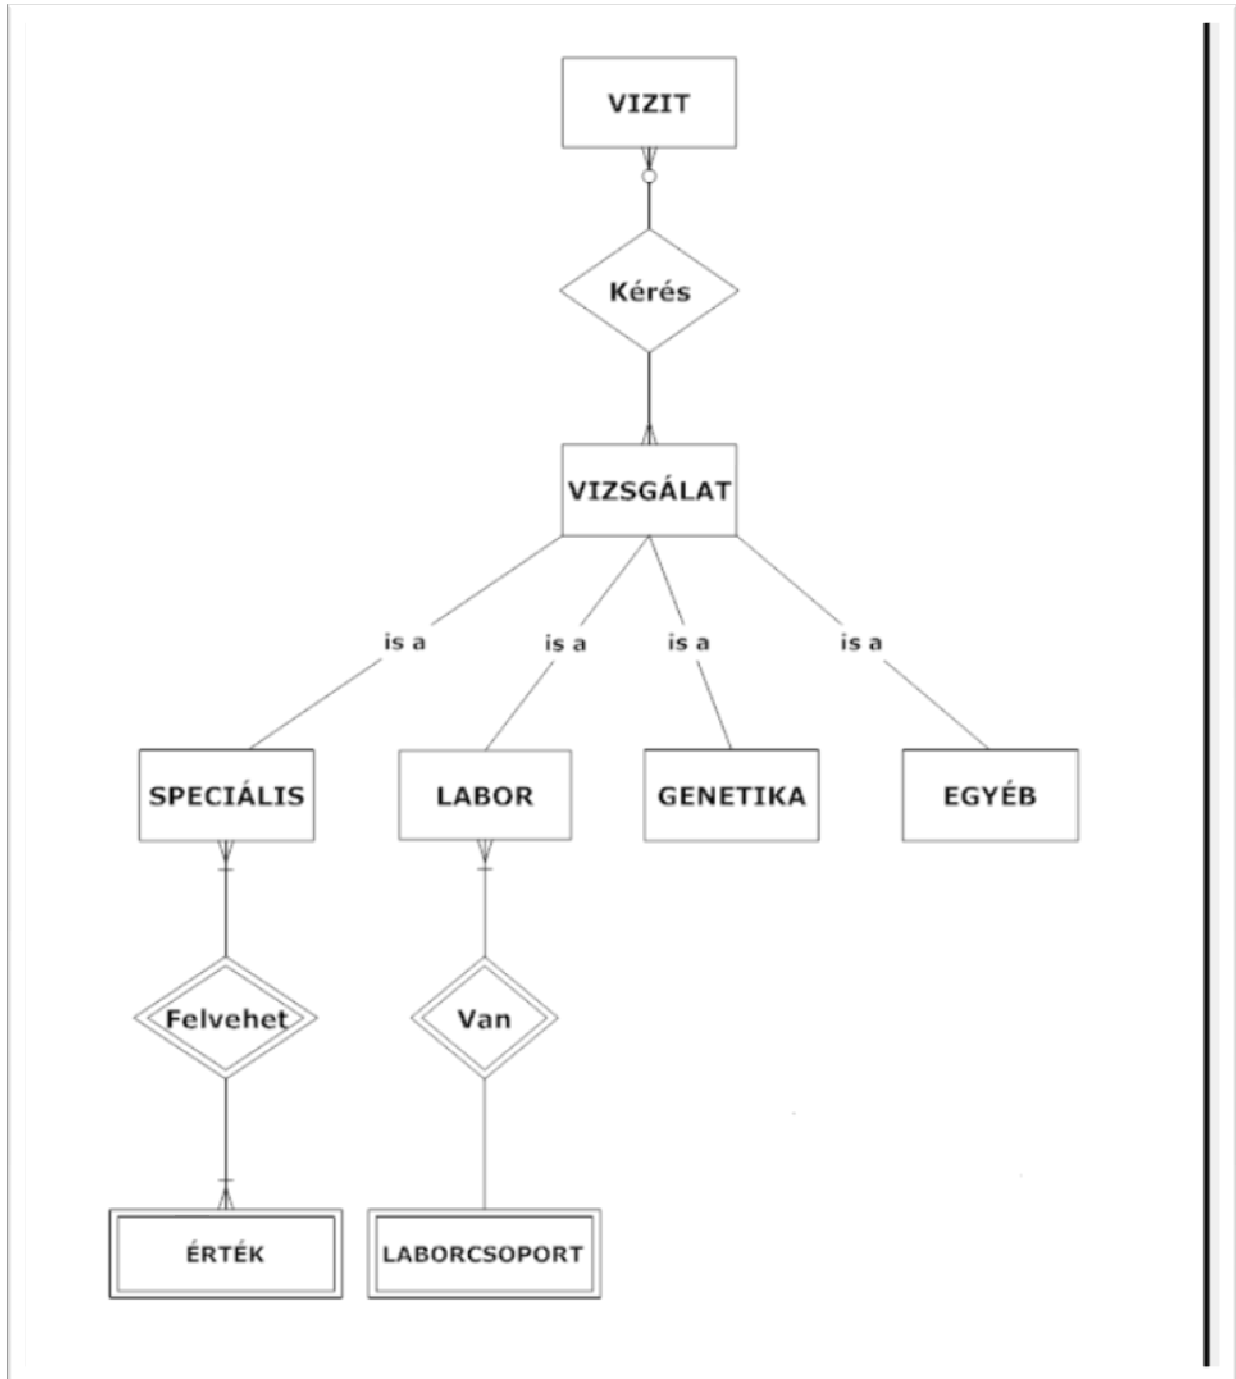 VIZIT
Kérés
VIZSGÁLAT
is a
is a
is a
is a
SPECIÁLIS
LABOR
GENETIKA
EGYÉB
Felvehet
Van
ÉRTÉK
LABORCSOPORT